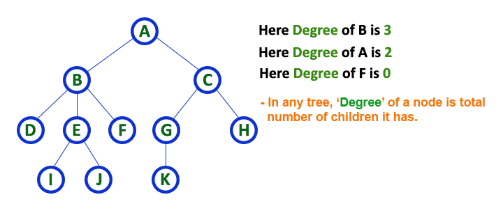 A
Here Degree of B is 3
Here Degree of A is 2
Here Degree of F is 0
B
C
- In any tree, ‘Degree’ of a node is total
number of children it has.
D
E
F
G
H
I
J
K